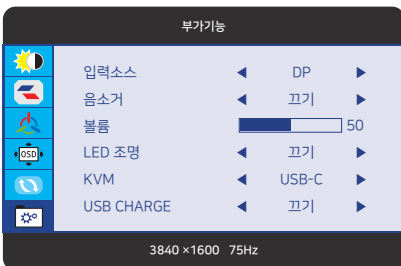 부가기능
입력소스 ◀ DP ▶
음소거 ◀ 끄기 ▶
볼륨 50
LED 조명 ◀ 끄기 ▶
KVM ◀ USB-C ▶
OSD
USB CHARGE ◀ 끄기 ▶
3840 ×1600 75Hz